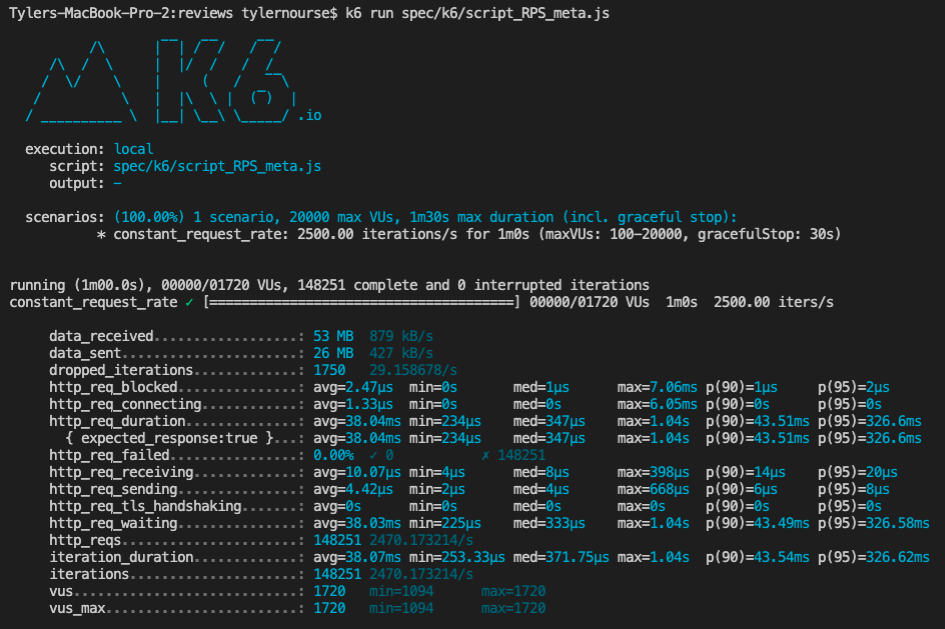 Tylers-MacBook-Pro-2:reviews tylernourse$ k6 run spec/k6/script_RPS_meta.js
          /\      |‾‾| /‾‾/   /‾‾/
     /\  /  \     |  |/  /   /  /
    /  \/    \    |     (   /   ‾‾\
   /          \   |  |\  \ |  (‾)  |
  / __________ \  |__| \__\ \_____/ .io
execution: local
script: spec/k6/script_RPS_meta.js
output: -
scenarios: (100.00%) 1 scenario, 20000 max VUs, 1m30s max duration (incl. graceful stop):
* constant_request_rate: 2500.00 iterations/s for 1m0s (maxVUs: 100-20000, gracefulStop: 30s)
running (1m00.0s), 00000/01720 VUs, 148251 complete and 0 interrupted iterations
constant_request_rate ✓ [======================================] 00000/01720 VUs  1m0s  2500.00 iters/s
data_received..................: 53 MB  879 kB/s
data_sent......................: 26 MB  427 kB/s
dropped_iterations.............: 1750   29.158678/s
http_req_blocked...............: avg=2.47µs  min=0s       med=1µs      max=7.06ms p(90)=1µs     p(95)=2µs
http_req_connecting............: avg=1.33µs  min=0s       med=0s       max=6.05ms p(90)=0s      p(95)=0s
http_req_duration..............: avg=38.04ms min=234µs    med=347µs    max=1.04s  p(90)=43.51ms p(95)=326.6ms
{ expected_response:true }...: avg=38.04ms min=234µs    med=347µs    max=1.04s  p(90)=43.51ms p(95)=326.6ms
http_req_failed................: 0.00%  ✓ 0           ✗ 148251
http_req_receiving.............: avg=10.07µs min=4µs      med=8µs      max=398µs  p(90)=14µs    p(95)=20µs
http_req_sending...............: avg=4.42µs  min=2µs      med=4µs      max=668µs  p(90)=6µs     p(95)=8µs
http_req_tls_handshaking.......: avg=0s      min=0s       med=0s       max=0s     p(90)=0s      p(95)=0s
http_req_waiting...............: avg=38.03ms min=225µs    med=333µs    max=1.04s  p(90)=43.49ms p(95)=326.58ms
http_reqs......................: 148251 2470.173214/s
iteration_duration.............: avg=38.07ms min=253.33µs med=371.75µs max=1.04s  p(90)=43.54ms p(95)=326.62ms
iterations.....................: 148251 2470.173214/s
vus............................: 1720   min=1094      max=1720
vus_max........................: 1720   min=1094      max=1720